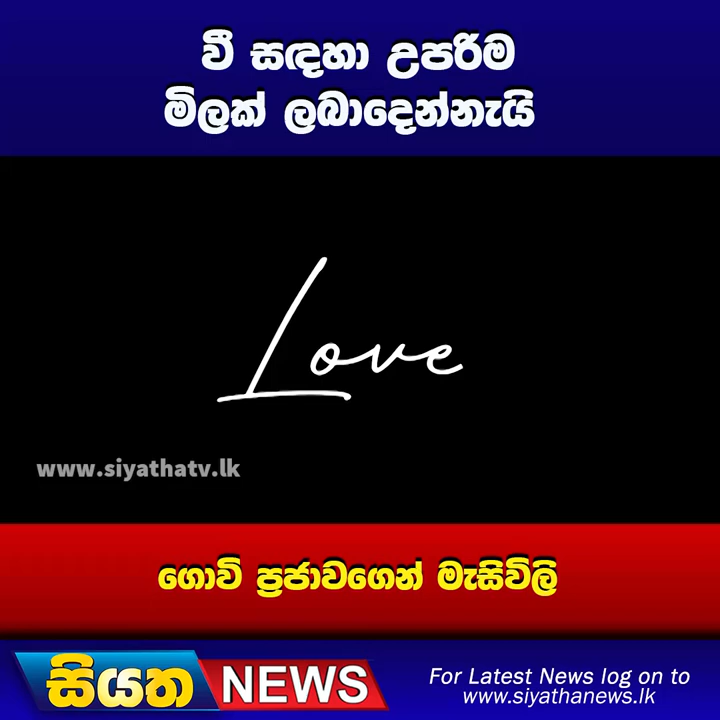 වී සඳහා උපරිම
මිලක් ලබාදෙන්නැයි
Love
www.siyathatv.lk
ගොවි ප්‍රජාවගෙන් මැසිවිලි
සියත NEWS
For Latest News log on to
www.siyathanews.lk